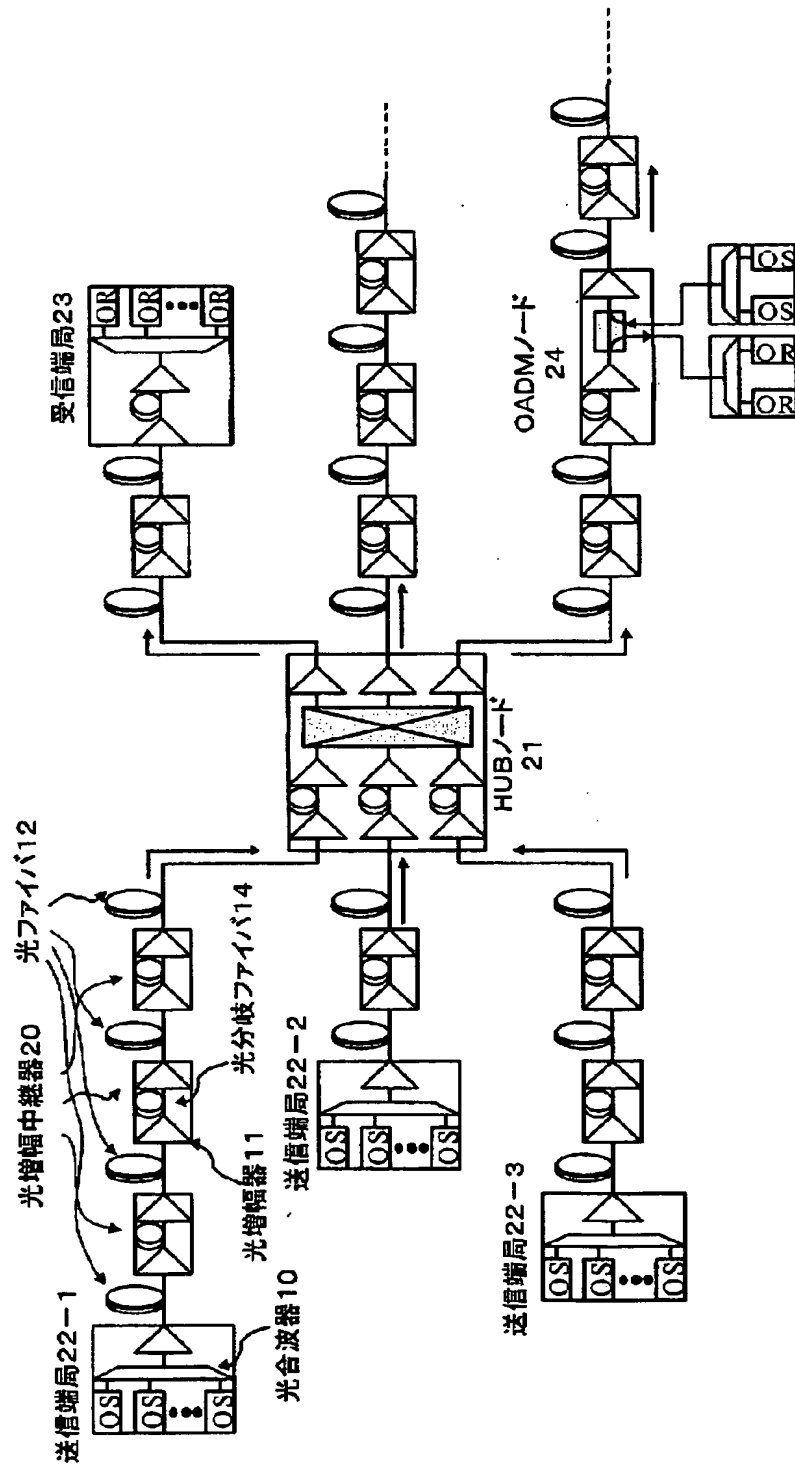 送信端局22-1
OS
OS
OS
光合波器10
光増幅中継器20
光ファイバ12
光増幅器11
光分岐ファイバ14
送信端局22-2
OS
OS
OS
送信端局22-3
OS
OS
OS
HUBノード
21
受信端局23
OR
OR
OR
OADMノード
24
OR
OR
OS
OS